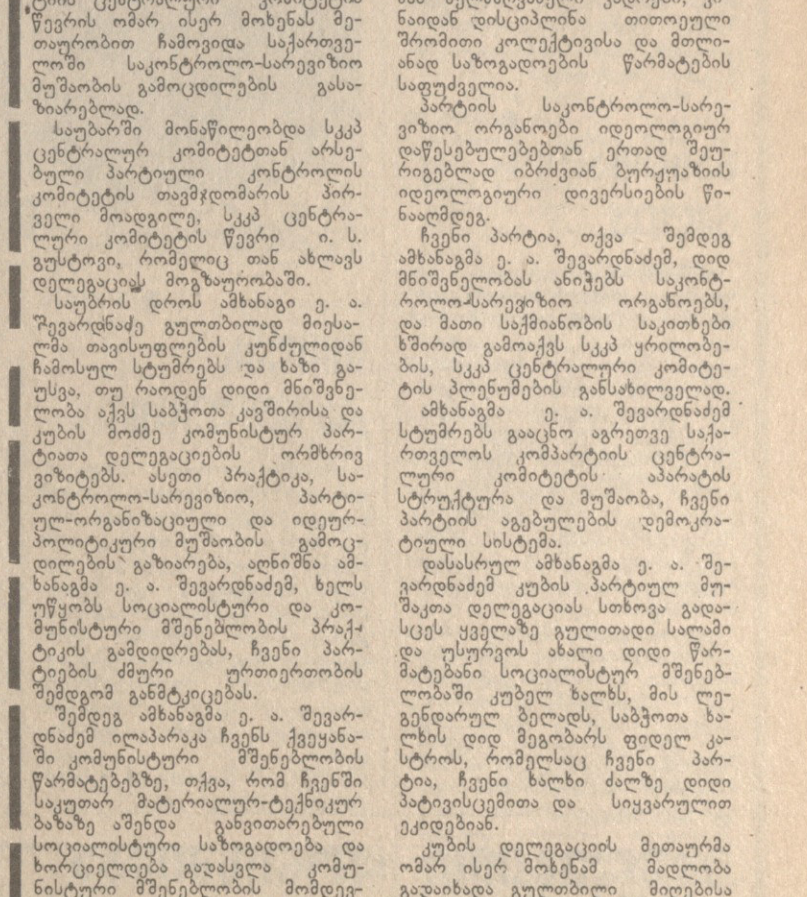 ტიის ცენტრალური კომიტეტის
წევრის ომარ ისერ მოხენას მე-
თაურობით ჩამოვიდა საქართვე-
ლოში საკონტროლო-სარევიზიო
მუშაობის გამოცდილების გასა-
ზიარებლად.
საუბარში მონაწილეობდა სკკპ
ცენტრალურ კომიტეტთან არსე-
ბული პარტიული კონტროლის
კომიტეტის თავმჯდომარის პირ-
ველი მოადგილე, სკკპ ცენტრა-
ლური კომიტეტის წევრი ი. ს.
გუსტოვი, რომელიც თან ახლავს
დელეგაციას მოგზაურობაში.
საუბრის დროს ამხანაგი ე. ა.
შევარდნაძე გულთბილად მიესა-
ლმა თავისუფლების კუნძულიდან
ჩამოსულ სტუმრებს და ხაზი გა-
უსვა, თუ რაოდენ დიდი მნიშვნე-
ლობა აქვს საბჭოთა კავშირისა და
კუბის მოძმე კომუნისტურ პარ-
ტიათა დელეგაციების ორმხრივ
ვიზიტებს. ასეთი პრაქტიკა, სა-
კონტროლო-სარევიზიო, პარტი-
ულ-ორგანიზაციული და იდეურ-
პოლიტიკური მუშაობის გამოც-
დილების გაზიარება, აღნიშნა ამ-
ხანაგმა ე. ა. შევარდნაძემ, ხელს
უწყობს სოციალისტური და კო-
მუნისტური მშენებლობის პრაქ-
ტიკის გამდიდრებას, ჩვენი პარ-
ტიების ძმური ურთიერთობის
შემდგომ განმტკიცებას.
შემდეგ ამხანაგმა ე. ა. შევარ-
დნაძემ ილაპარაკა ჩვენს ქვეყანა-
ში კომუნისტური მშენებლობის
წარმატებებზე, თქვა, რომ ჩვენში
საკუთარ მატერიალურ-ტექნიკურ
ბაზაზე აშენდა განვითარებული
სოციალისტური საზოგადოება და
ხორციელდება გადასვლა კომუ-
ნისტური მშენებლობის მომდევ-
ნაიდან დისციპლინა თითოეული
შრომითი კოლექტივისა და მთლი-
ანად საზოგადოების წარმატების
საფუძველია.
პარტიის საკონტროლო-სარე-
ვიზიო ორგანოები იდეოლოგიურ
დაწესებულებებთან ერთად შეუ-
რიგებლად იბრძვიან ბურჟუაზიის
იდეოლოგიური დივერსიების წი-
ნააღმდეგ.
ჩვენი პარტია, თქვა შემდეგ
ამხანაგმა ე. ა. შევარდნაძემ, დიდ
მნიშვნელობას ანიჭებს საკონტ-
როლო-სარევიზიო ორგანოებს,
და მათი საქმიანობის საკითხები
ხშირად გამოაქვს სკკპ ყრილობე-
ბის, სკკპ ცენტრალური კომიტე-
ტის პლენუმების განსახილველად.
ამხანაგმა ე. ა. შევარდნაძემ
სტუმრებს გააცნო აგრეთვე საქა-
რთველოს კომპარტიის ცენტრა-
ლური კომიტეტის აპარატის
სტრუქტურა და მუშაობა, ჩვენი
პარტიის აგებულების დემოკრა-
ტიული სისტემა.
დასასრულ ამხანაგმა ე. ა. შე-
ვარდნაძემ კუბის პარტიულ მუ-
შაკთა დელეგაციას სთხოვა გადა-
სცეს ყველაზე გულითადი სალამი
და უსურვოს ახალი დიდი წარ-
მატებანი სოციალისტურ მშენებ-
ლობაში კუბელ ხალხს, მის ლე-
გენდარულ ბელადს, საბჭოთა ხა-
ლხის დიდ მეგობარს ფიდელ კა-
სტროს, რომელსაც ჩვენი პარ-
ტია, ჩვენი ხალხი ძალზე დიდი
პატივისცემითა და სიყვარულით
ეკიდებიან.
კუბის დელეგაციის მეთაურმა
ომარ ისერ მოხენამ მადლობა
გადაიხადა გულთბილი მიღებისა